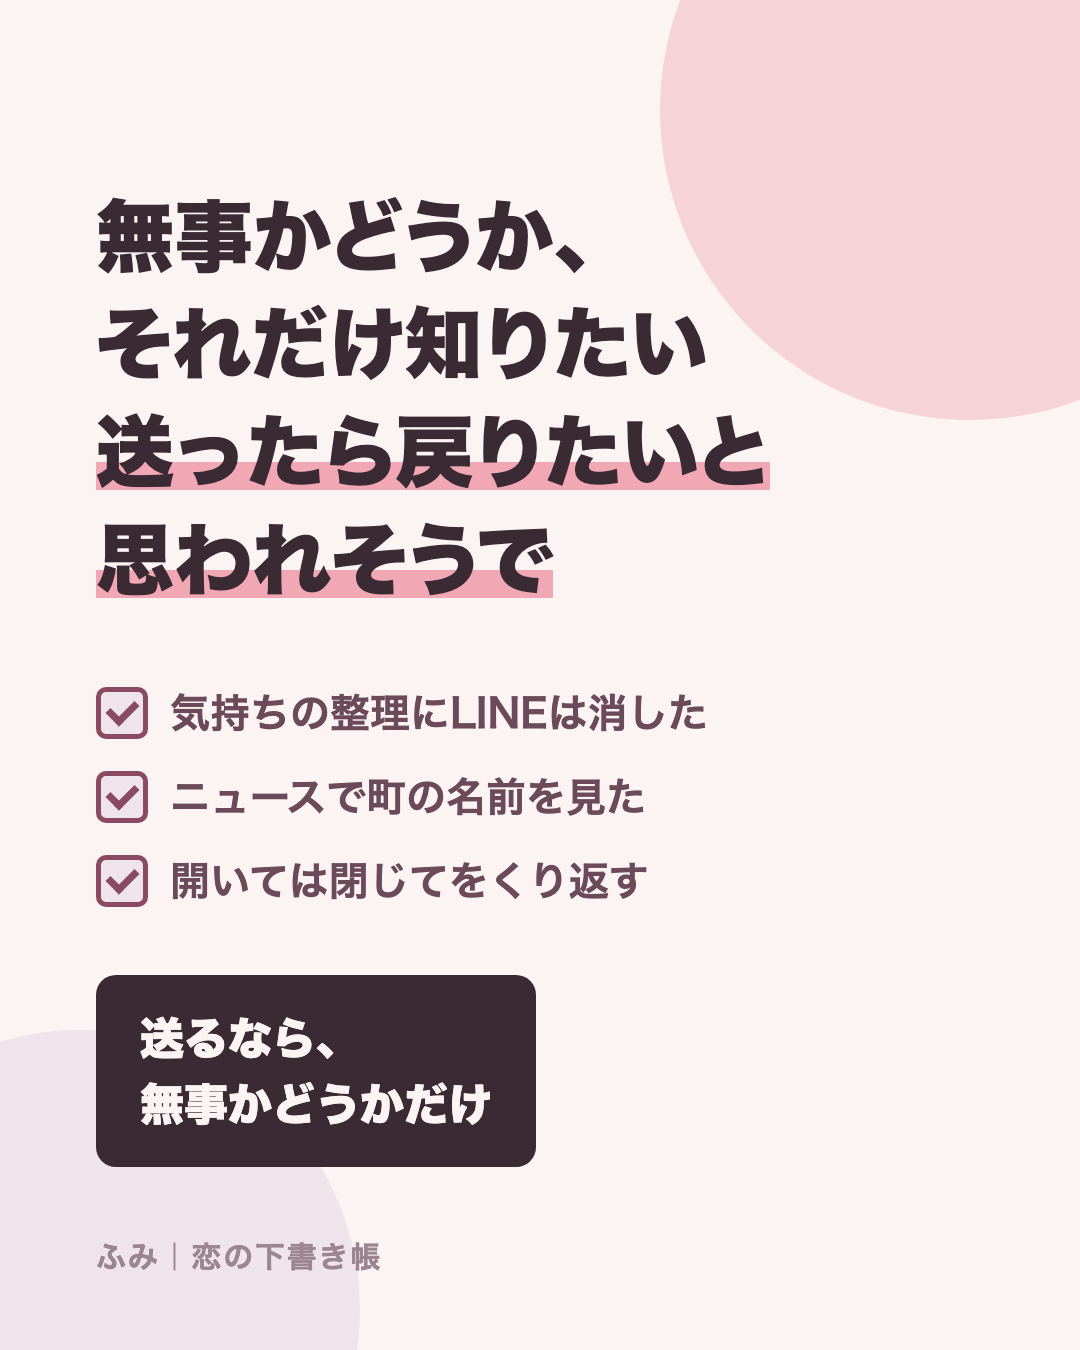 無事かどうか、
それだけ知りたい
送ったら戻りたいと
思われそうで
気持ちの整理にLINEは消した
ニュースで町の名前を見た
開いては閉じてをくり返す
送るなら、
無事かどうかだけ
ふみ｜恋の下書き帳